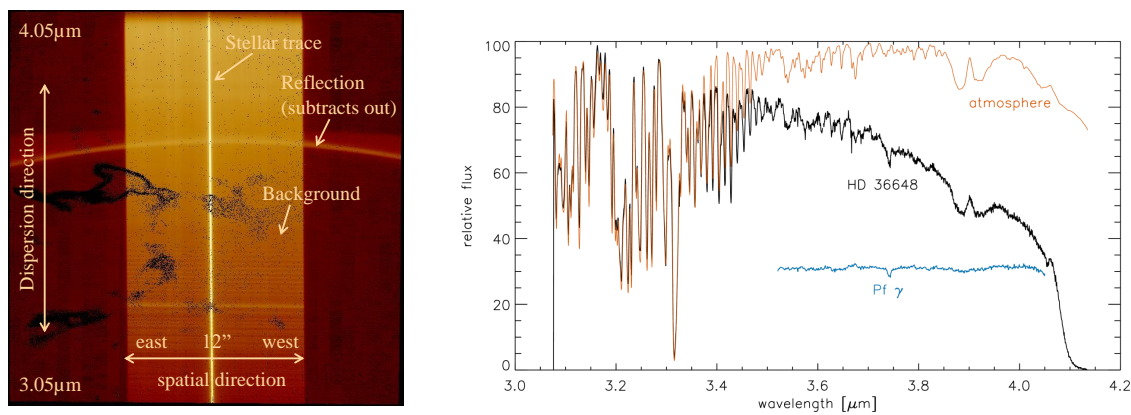 4.05µm
Stellar trace
Reflection
(subtracts out)
Dispersion direction
Background
east 12” west
spatial direction
3.05µm
100
80
60
40
20
0
relative flux
atmosphere
HD 36648
Pf γ
3.0 3.2 3.4 3.6 3.8 4.0 4.2
wavelength [µm]